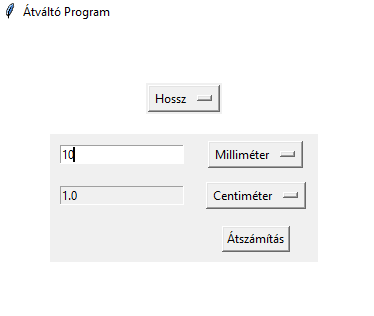 Átváltó Program
Hossz
10
Milliméter
1.0
Centiméter
Átszámítás